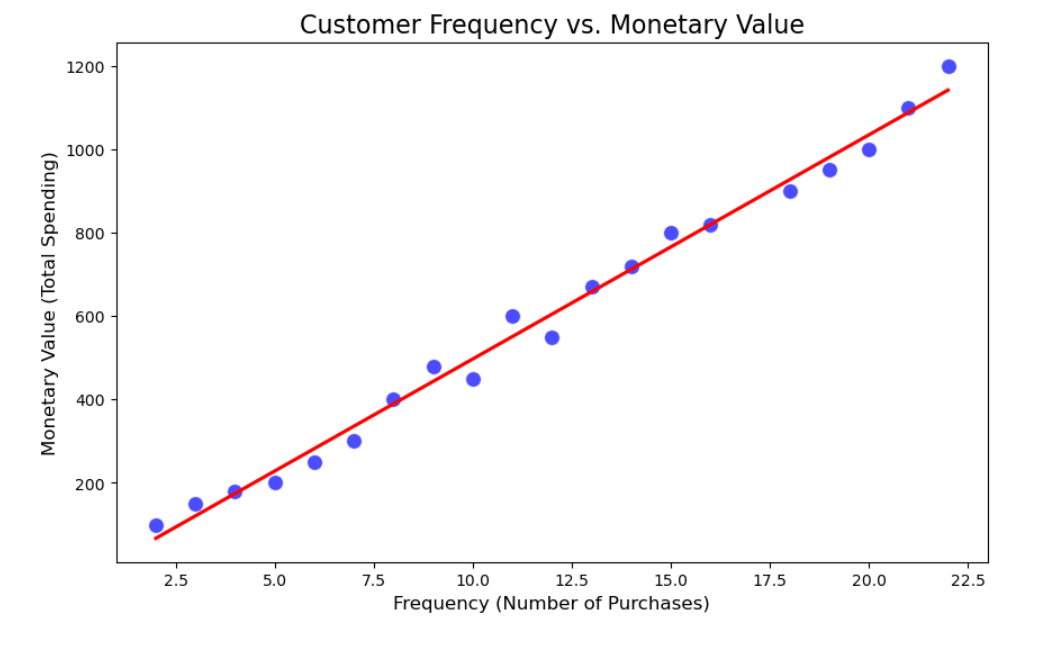 Customer Frequency vs. Monetary Value
Monetary Value (Total Spending)
1200
1000
800
600
400
200
2.5 5.0 7.5 10.0 12.5 15.0 17.5 20.0 22.5
Frequency (Number of Purchases)